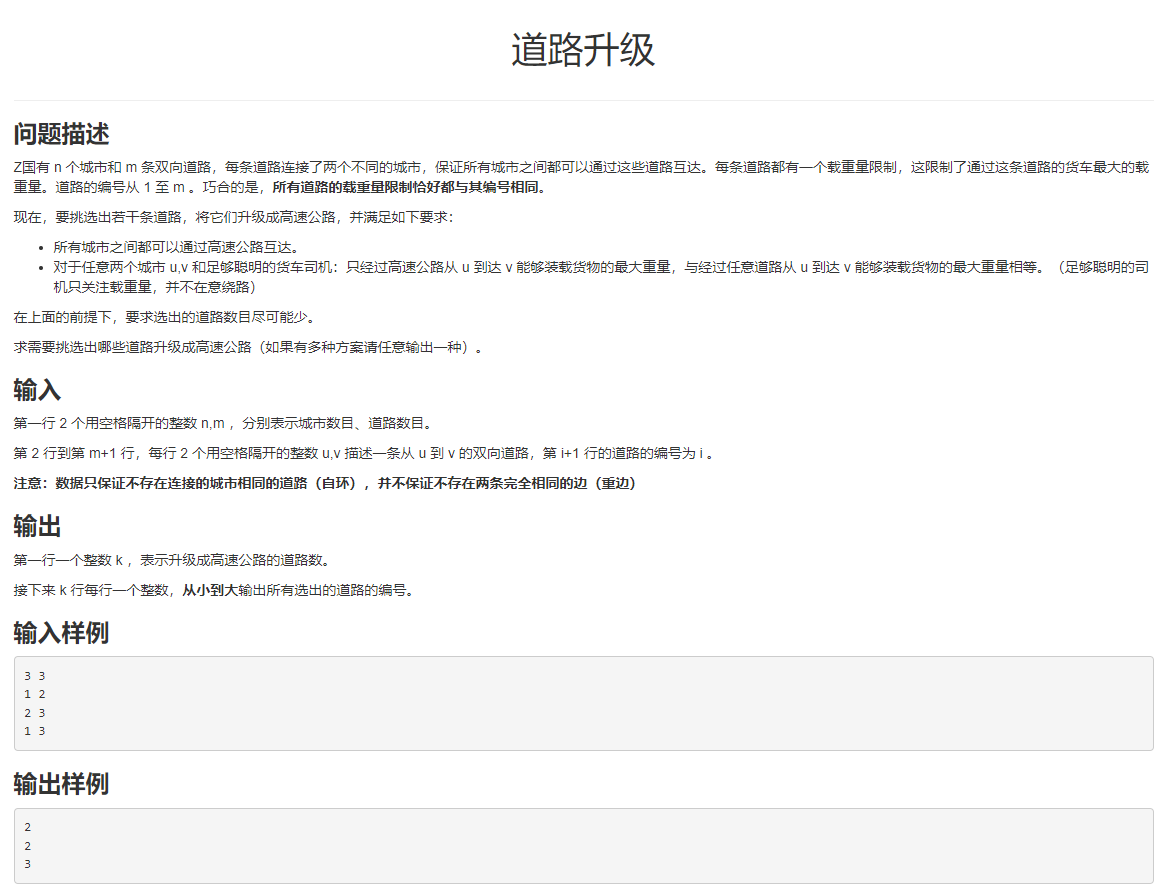 道路升级
问题描述
Z国有 n 个城市和 m 条双向道路，每条道路连接了两个不同的城市，保证所有城市之间都可以通过这些道路互达。每条道路都有一个载重量限制，这限制了通过这条道路的货车最大的载
重量。道路的编号从 1 至 m 。巧合的是，所有道路的载重量限制恰好都与其编号相同。
现在，要挑选出若干条道路，将它们升级成高速公路，并满足如下要求：
• 所有城市之间都可以通过高速公路互达。
• 对于任意两个城市 u,v 和足够聪明的货车司机：只经过高速公路从 u 到达 v 能够装载货物的最大重量，与经过任意道路从 u 到达 v 能够装载货物的最大重量相等。（足够聪明的司
机只关注载重量，并不在意绕路）
在上面的前提下，要求选出的道路数目尽可能少。
求需要挑选出哪些道路升级成高速公路（如果有多种方案请任意输出一种）。
输入
第一行 2 个用空格隔开的整数 n,m ，分别表示城市数目、道路数目。
第 2 行到第 m+1 行，每行 2 个用空格隔开的整数 u,v 描述一条从 u 到 v 的双向道路，第 i+1 行的道路的编号为 i 。
注意：数据只保证不存在连接的城市相同的道路（自环），并不保证不存在两条完全相同的边（重边）
输出
第一行一个整数 k ，表示升级成高速公路的道路数。
接下来 k 行每行一个整数，从小到大输出所有选出的道路的编号。
输入样例
3 3
1 2
2 3
1 3
输出样例
2
2
3